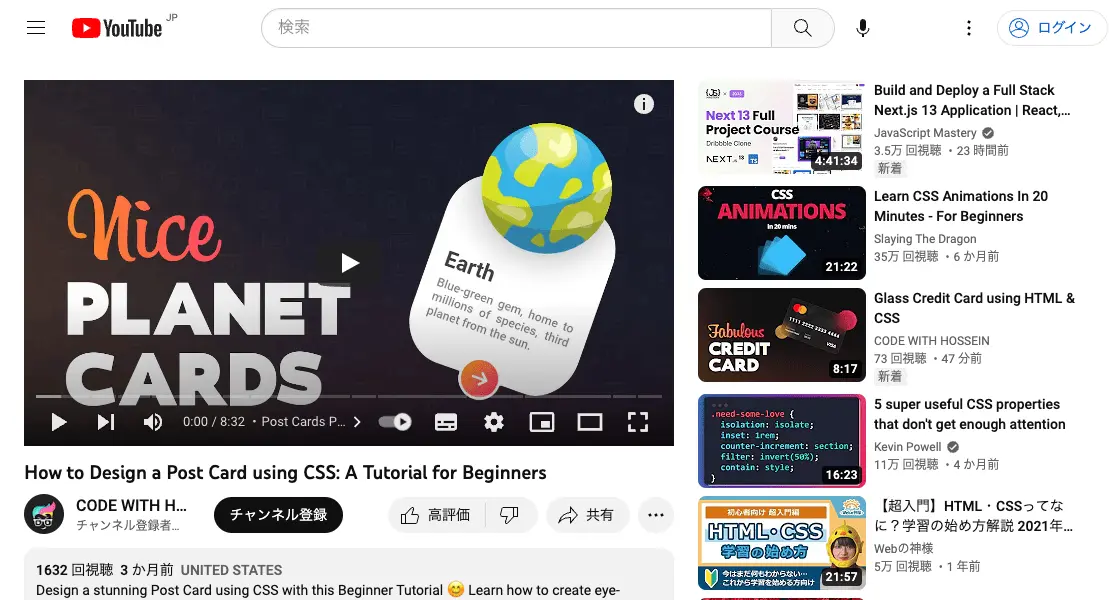 YouTube JP
検索
ログイン
Nice
PLANET
CARDS
Earth
Blue-green gem, home to
millions of species, third
planet from the sun.
0:00 / 8:32 ・ Post Cards P...
How to Design a Post Card using CSS: A Tutorial for Beginners
CODE WITH H...
チャンネル登録者...
チャンネル登録
高評価
共有
1632 回視聴 3 か月前 UNITED STATES
Design a stunning Post Card using CSS with this Beginner Tutorial 😊 Learn how to create eye-
Next 13 Full
Project Course
Dribbble Clone
NEXT.JS 13
TS
4:41:34
Build and Deploy a Full Stack
Next.js 13 Application | React,...
JavaScript Mastery
3.5万 回視聴 ・23 時間前
新着
CSS
ANIMATIONS
in 20 mins
21:22
Learn CSS Animations In 20
Minutes - For Beginners
Slaying The Dragon
35万 回視聴 ・6 か月前
Fabulous
CREDIT
CARD
1111 2222 3333 4444
VISA
8:17
Glass Credit Card using HTML &
CSS
CODE WITH HOSSEIN
73 回視聴 ・47 分前
新着
.need-some-love {
isolation: isolate;
inset: 1rem;
counter-increment: section;
filter: invert(50%);
contain: style;
}
16:23
5 super useful CSS properties
that don't get enough attention
Kevin Powell
11万 回視聴 ・4 か月前
初心者向け 超入門編
HTML・CSS
学習の始め方
今はまだ何もわからない…
これから学習を始める方向け
21:57
【超入門】HTML・CSSってな
に？学習の始め方解説 2021年...
Webの神様
5万 回視聴 ・1 年前